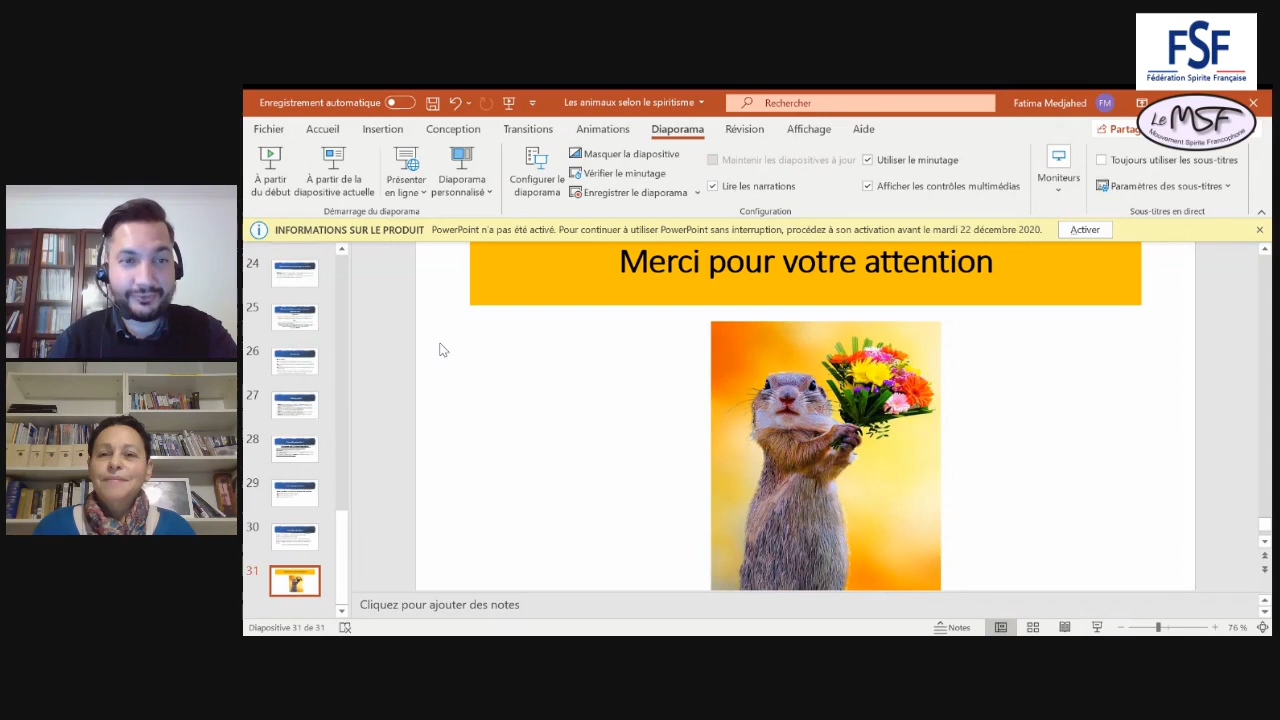 FSF
Fédération Spirite Française
Enregistrement automatique
Les animaux selon le spiritisme
Rechercher
Fatima Medjahed
FM
Le MSF
Mouvement Spirite Francophone
Fichier
Accueil
Insertion
Conception
Transitions
Animations
Diaporama
Révision
Affichage
Aide
Partag
À partir
du début
À partir de la
diapositive actuelle
Présenter
en ligne
Diaporama
personnalisé
Démarrage du diaporama
Configurer le
diaporama
Masquer la diapositive
Vérifier le minutage
Enregistrer le diaporama
Maintenir les diapositives à jour
Lire les narrations
Utiliser le minutage
Afficher les contrôles multimédias
Configuration
Moniteurs
Toujours utiliser les sous-titres
Paramètres des sous-titres
Sous-titres en direct
INFORMATIONS SUR LE PRODUIT PowerPoint n'a pas été activé. Pour continuer à utiliser PowerPoint sans interruption, procédez à son activation avant le mardi 22 décembre 2020.
Activer
24
25
26
27
28
29
30
31
Merci pour votre attention
Cliquez pour ajouter des notes
Diapositive 31 de 31
Notes
76 %